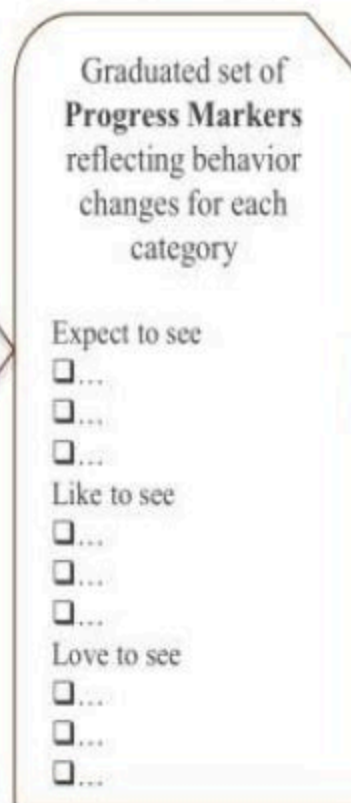 Graduated set of
Progress Markers
reflecting behavior
changes for each
category
Expect to see
❏...
❏...
❏...
Like to see
❏...
❏...
❏...
Love to see
❏...
❏...
❏...